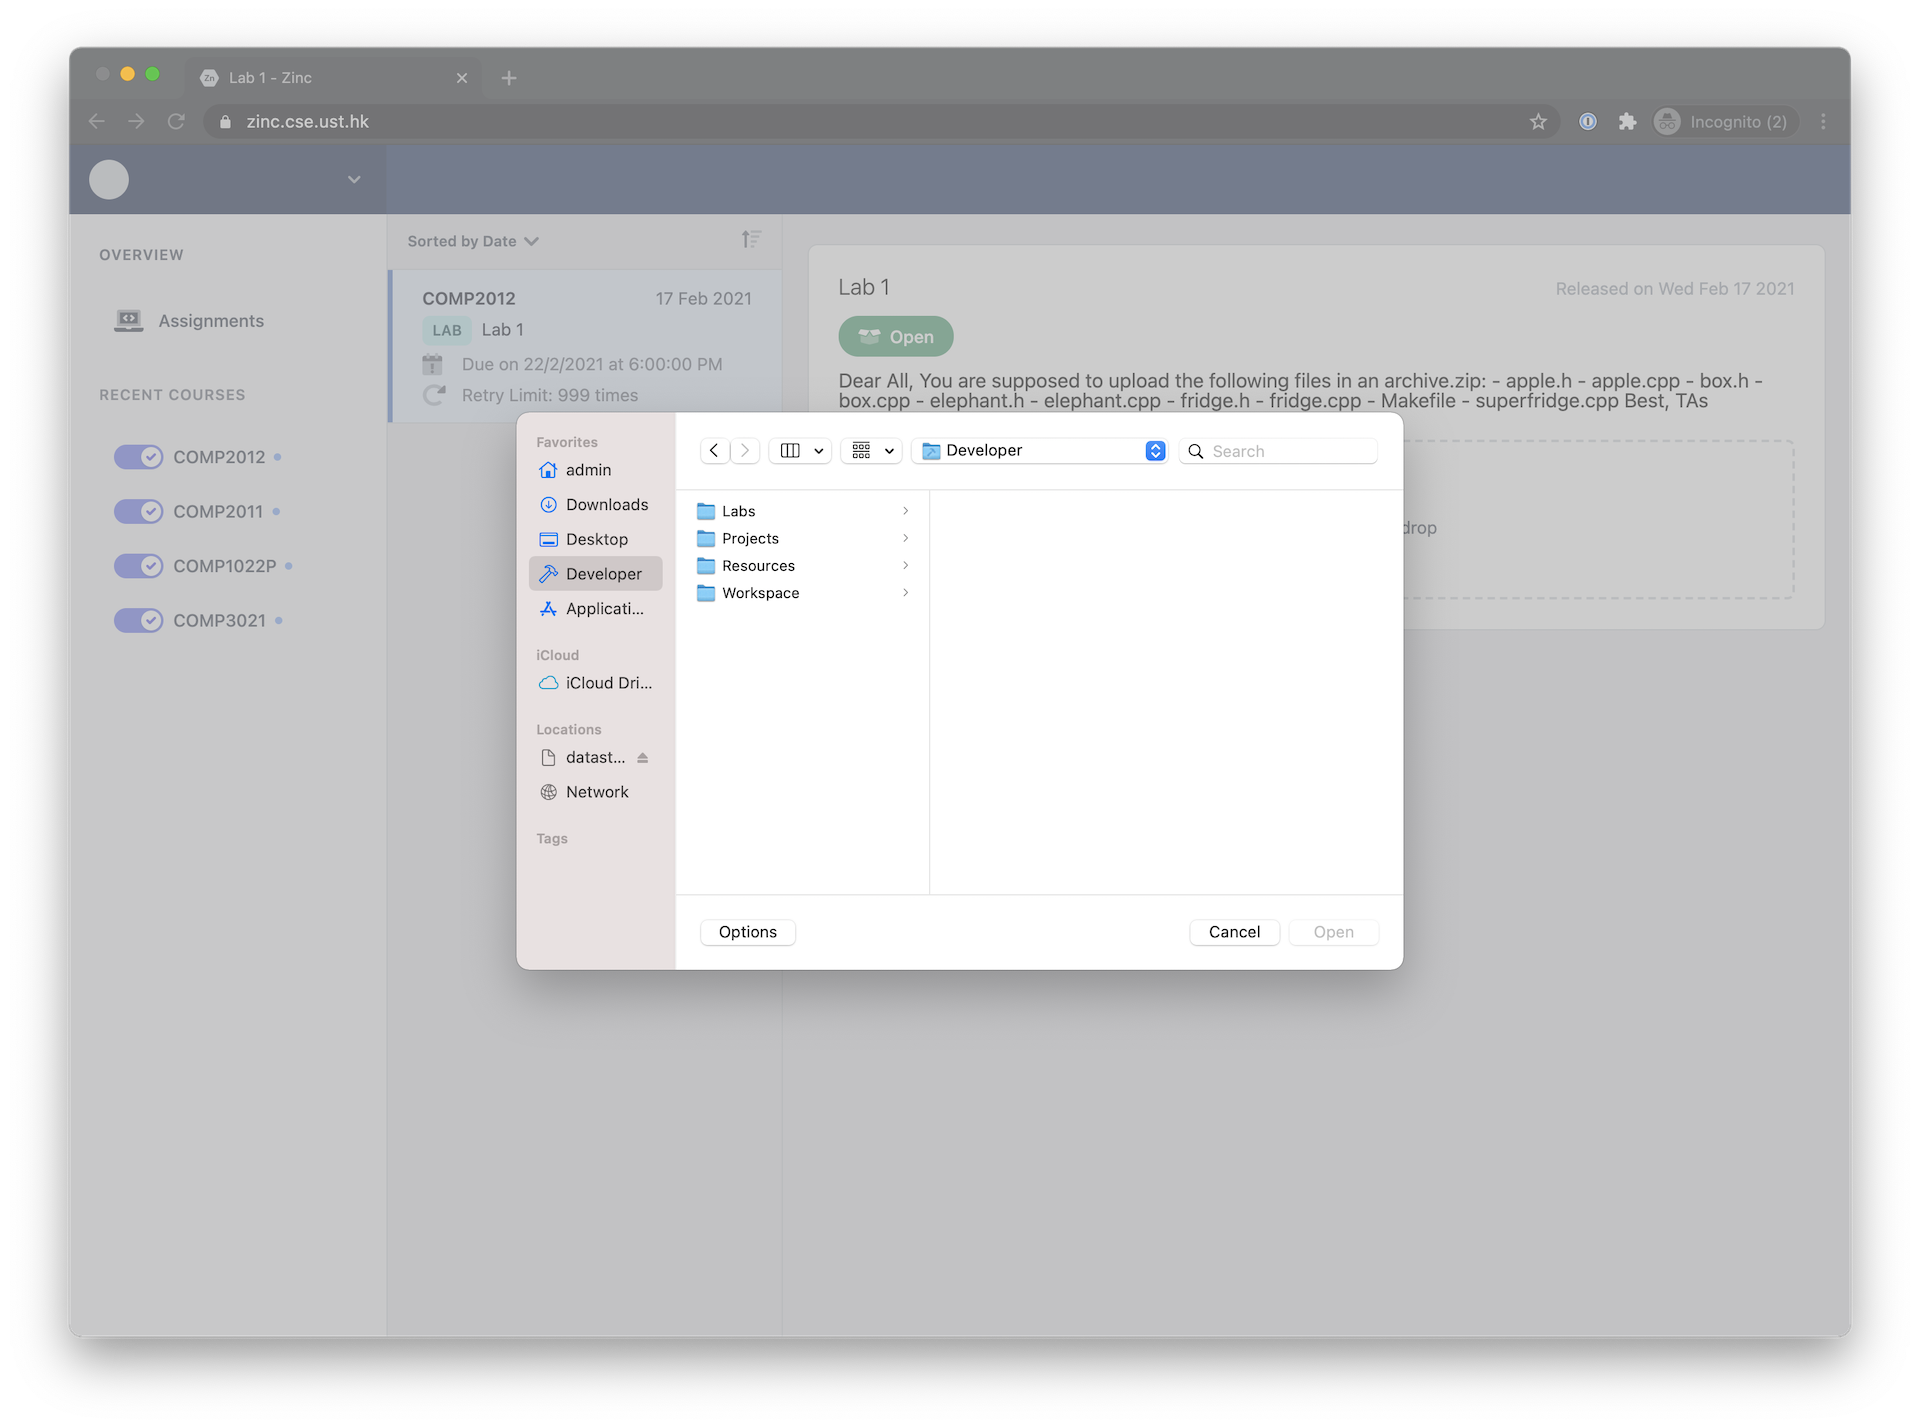 Lab 1 - Zinc
zinc.cse.ust.hk
Incognito (2)
OVERVIEW
Assignments
RECENT COURSES
COMP2012
COMP2011
COMP1022P
COMP3021
Sorted by Date
COMP2012 17 Feb 2021
LAB Lab 1
Due on 22/2/2021 at 6:00:00 PM
Retry Limit: 999 times
Lab 1
Released on Wed Feb 17 2021
Open
Dear All, You are supposed to upload the following files in an archive.zip: - apple.h - apple.cpp - box.h -
box.cpp - elephant.h - elephant.cpp - fridge.h - fridge.cpp - Makefile - superfridge.cpp Best, TAs
drop
Favorites
admin
Downloads
Desktop
Developer
Applicati...
iCloud
iCloud Dri...
Locations
datast...
Network
Tags
Developer
Search
Labs
Projects
Resources
Workspace
Options
Cancel
Open